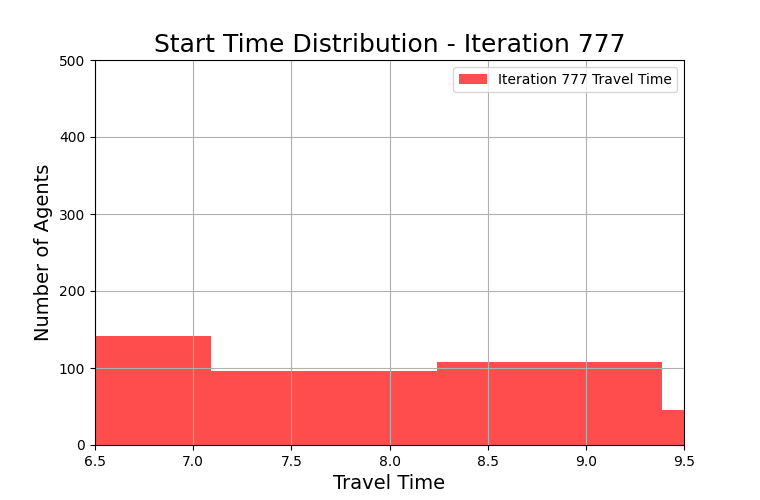 Start Time Distribution - Iteration 777
500
400
300
200
100
0
Number of Agents
Iteration 777 Travel Time
6.5 7.0 7.5 8.0 8.5 9.0 9.5
Travel Time